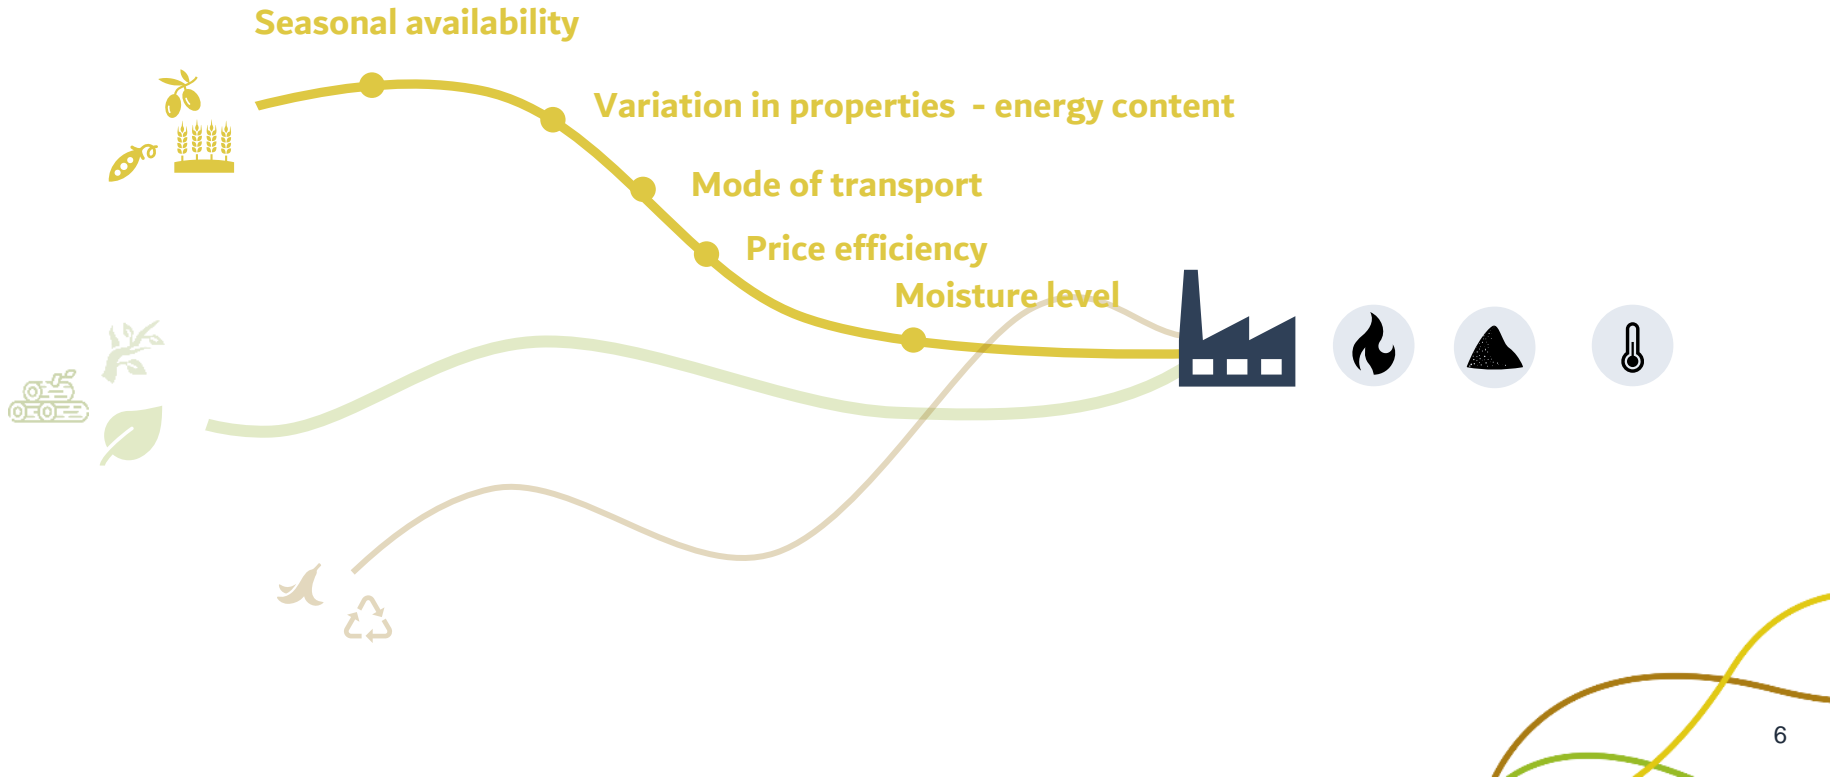 Seasonal availability
Variation in properties  - energy content
Mode of transport
Price efficiency
Moisture level
6